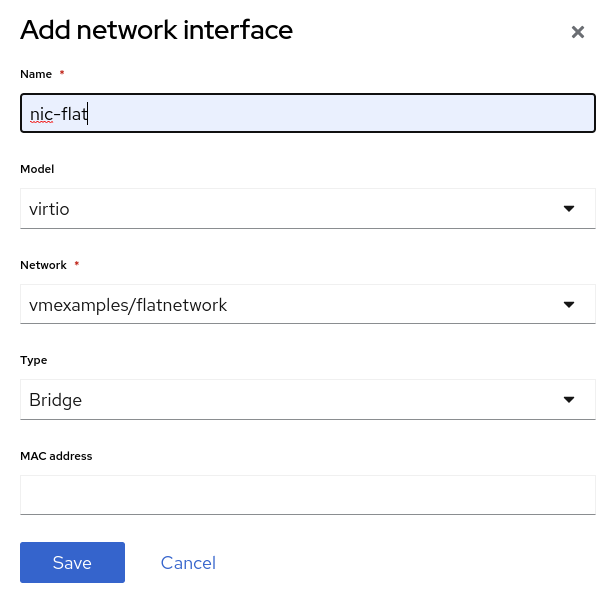 Add network interface
Name *
nic-flat
Model
virtio
Network *
vmexamples/flatnetwork
Type
Bridge
MAC address
Save Cancel